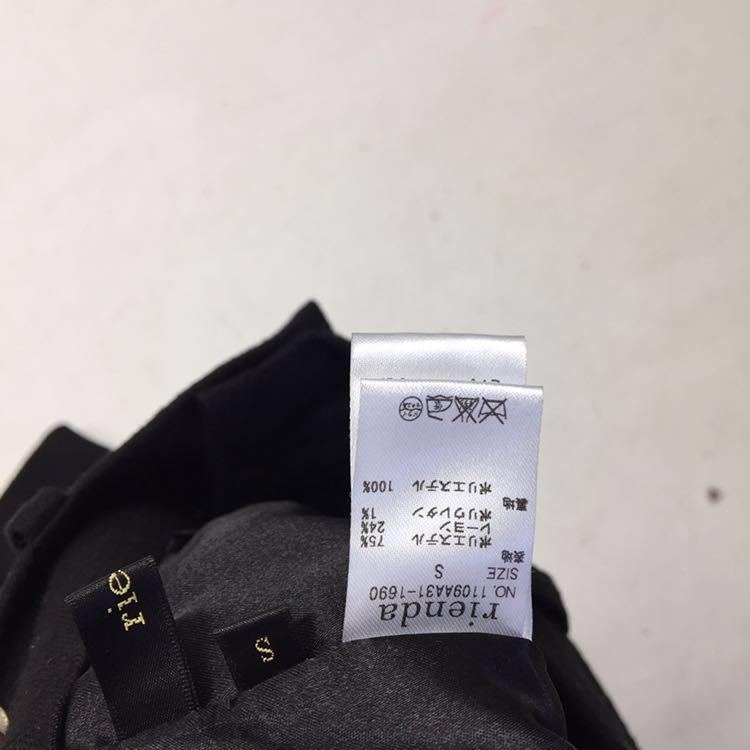 rienda
NO. 1109AA31-1690
SIZE S
表地
ポリエステル 75%
レーヨン 24%
ポリウレタン 1%
裏地
ポリエステル 100%
rie
S